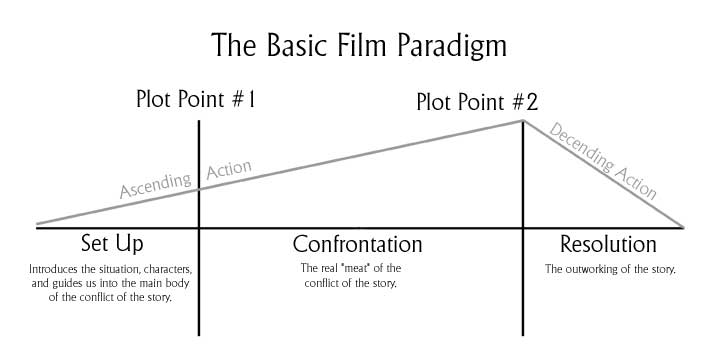 The Basic Film Paradigm
Plot Point #1
Plot Point #2
Ascending Action
Decending Action
Set Up
Introduces the situation, characters,
and guides us into the main body
of the conflict of the story.
Confrontation
The real "meat" of the
conflict of the story.
Resolution
The outworking of the story.